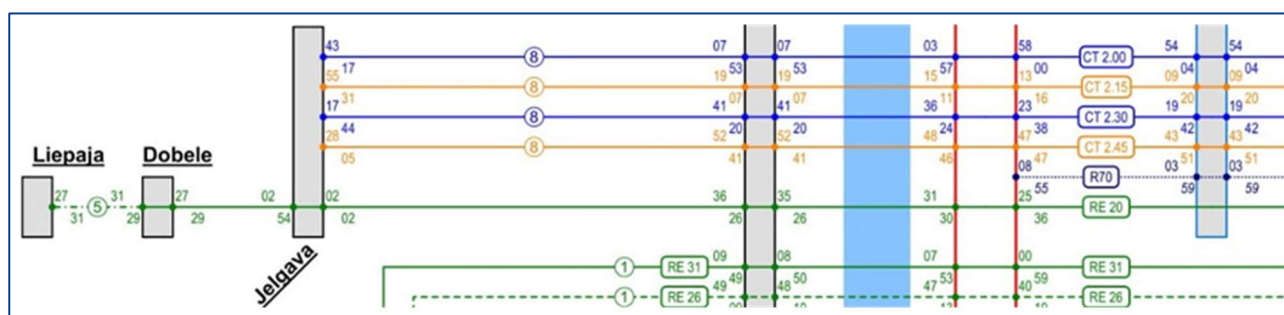 43 07 07 03 58 CT 2.00 54 54
17 53 53 57 00 04 04
55 19 19 15 13 CT 2.15 09 09
31 07 07 11 16 20 20
17 41 41 36 23 CT 2.30 19 19
44 20 20 24 38 42 42
28 52 52 48 47 CT 2.45 43 43
05 41 41 46 47 51 51
8
8
8
8
08 R70 03 03
55 59 59
Liepaja Dobele
27 31 27 02 02 36 35 31 25 RE 20
5
31 29 29 54 02 26 26 30 36
Jelgava
1 RE 31 09 08 07 00 RE 31
49 50 53 59
1 RE 26 49 48 47 40 RE 26